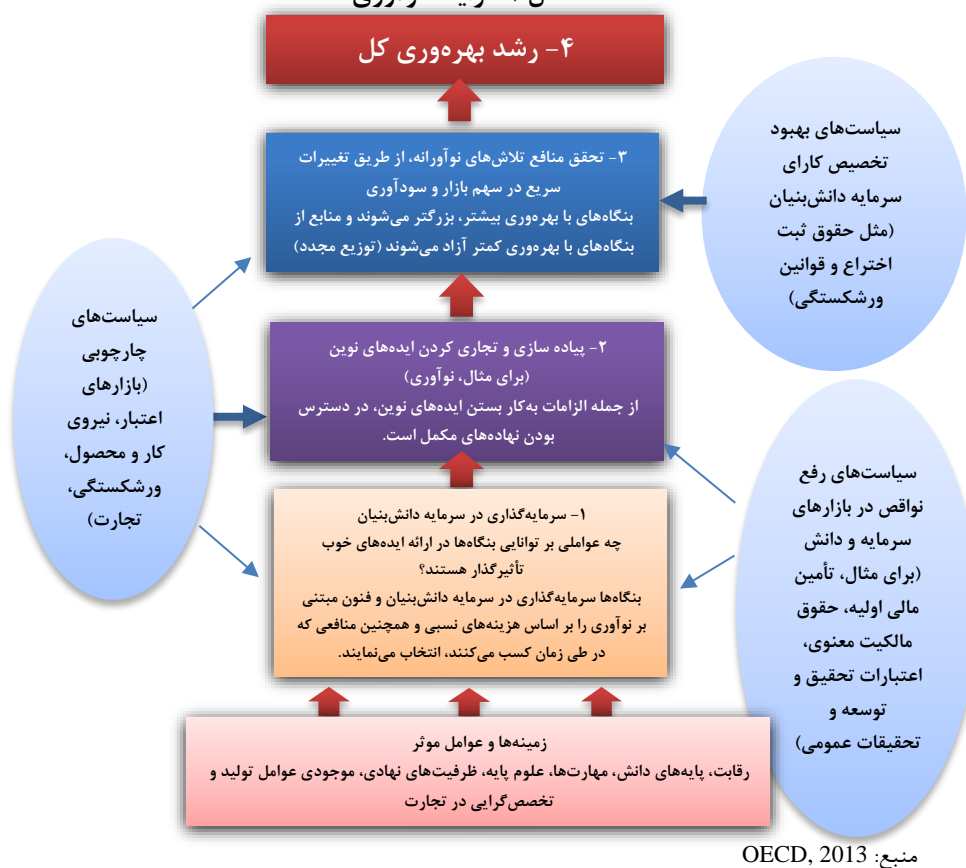 ۴- رشد بهره‌وری کل
سیاست‌های بهبود
تخصیص کارای
سرمایه دانش‌بنیان
(مثل حقوق ثبت
اختراع و قوانین
ورشکستگی)
۳- تحقق منافع تلاش‌های نوآورانه، از طریق تغییرات
سریع در سهم بازار و سودآوری
بنگاه‌های با بهره‌وری بیشتر، بزرگتر می‌شوند و منابع از
بنگاه‌های با بهره‌وری کمتر آزاد می‌شوند (توزیع مجدد)
سیاست‌های
چارچوبی
(بازارهای
اعتبار، نیروی
کار و محصول،
ورشکستگی،
تجارت)
۲- پیاده سازی و تجاری کردن ایده‌های نوین
(برای مثال، نوآوری)
از جمله الزامات به‌کار بستن ایده‌های نوین، در دسترس
بودن نهاده‌های مکمل است.
سیاست‌های رفع
نواقص در بازارهای
سرمایه و دانش
(برای مثال، تأمین
مالی اولیه، حقوق
مالکیت معنوی،
اعتبارات تحقیق و
توسعه و
تحقیقات عمومی)
۱- سرمایه‌گذاری در سرمایه دانش‌بنیان
چه عواملی بر توانایی بنگاه‌ها در ارائه ایده‌های خوب
تأثیرگذار هستند؟
بنگاه‌ها سرمایه‌گذاری در سرمایه دانش‌بنیان و فنون مبتنی
بر نوآوری را بر اساس هزینه‌های نسبی و همچنین منافعی که
در طی زمان کسب می‌کنند، انتخاب می‌نمایند.
زمینه‌ها و عوامل موثر
رقابت، پایه‌های دانش، مهارت‌ها، علوم پایه، ظرفیت‌های نهادی، موجودی عوامل تولید و
تخصص‌گرایی در تجارت
منبع: OECD, 2013